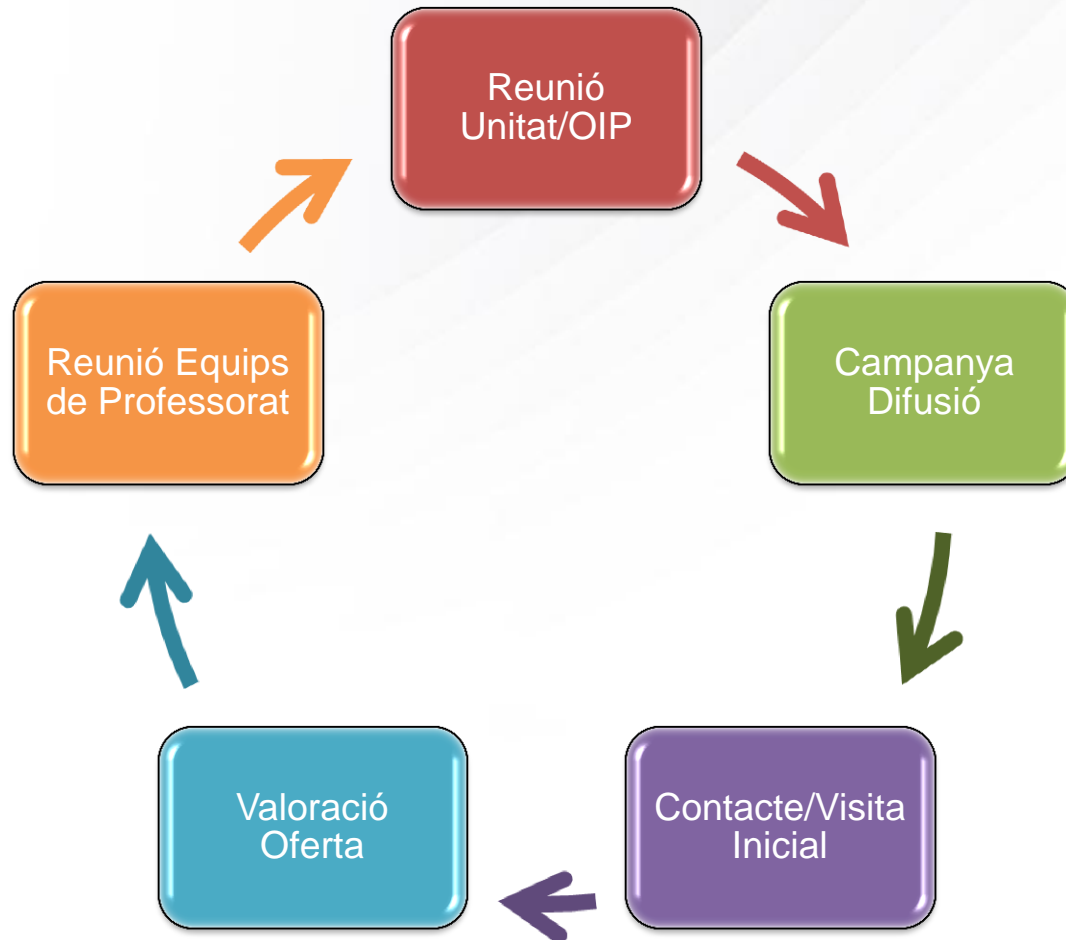 Reunió
Unitat/OIP
Campanya
Difusió
Contacte/Visita
Inicial
Valoració
Oferta
Reunió Equips
de Professorat